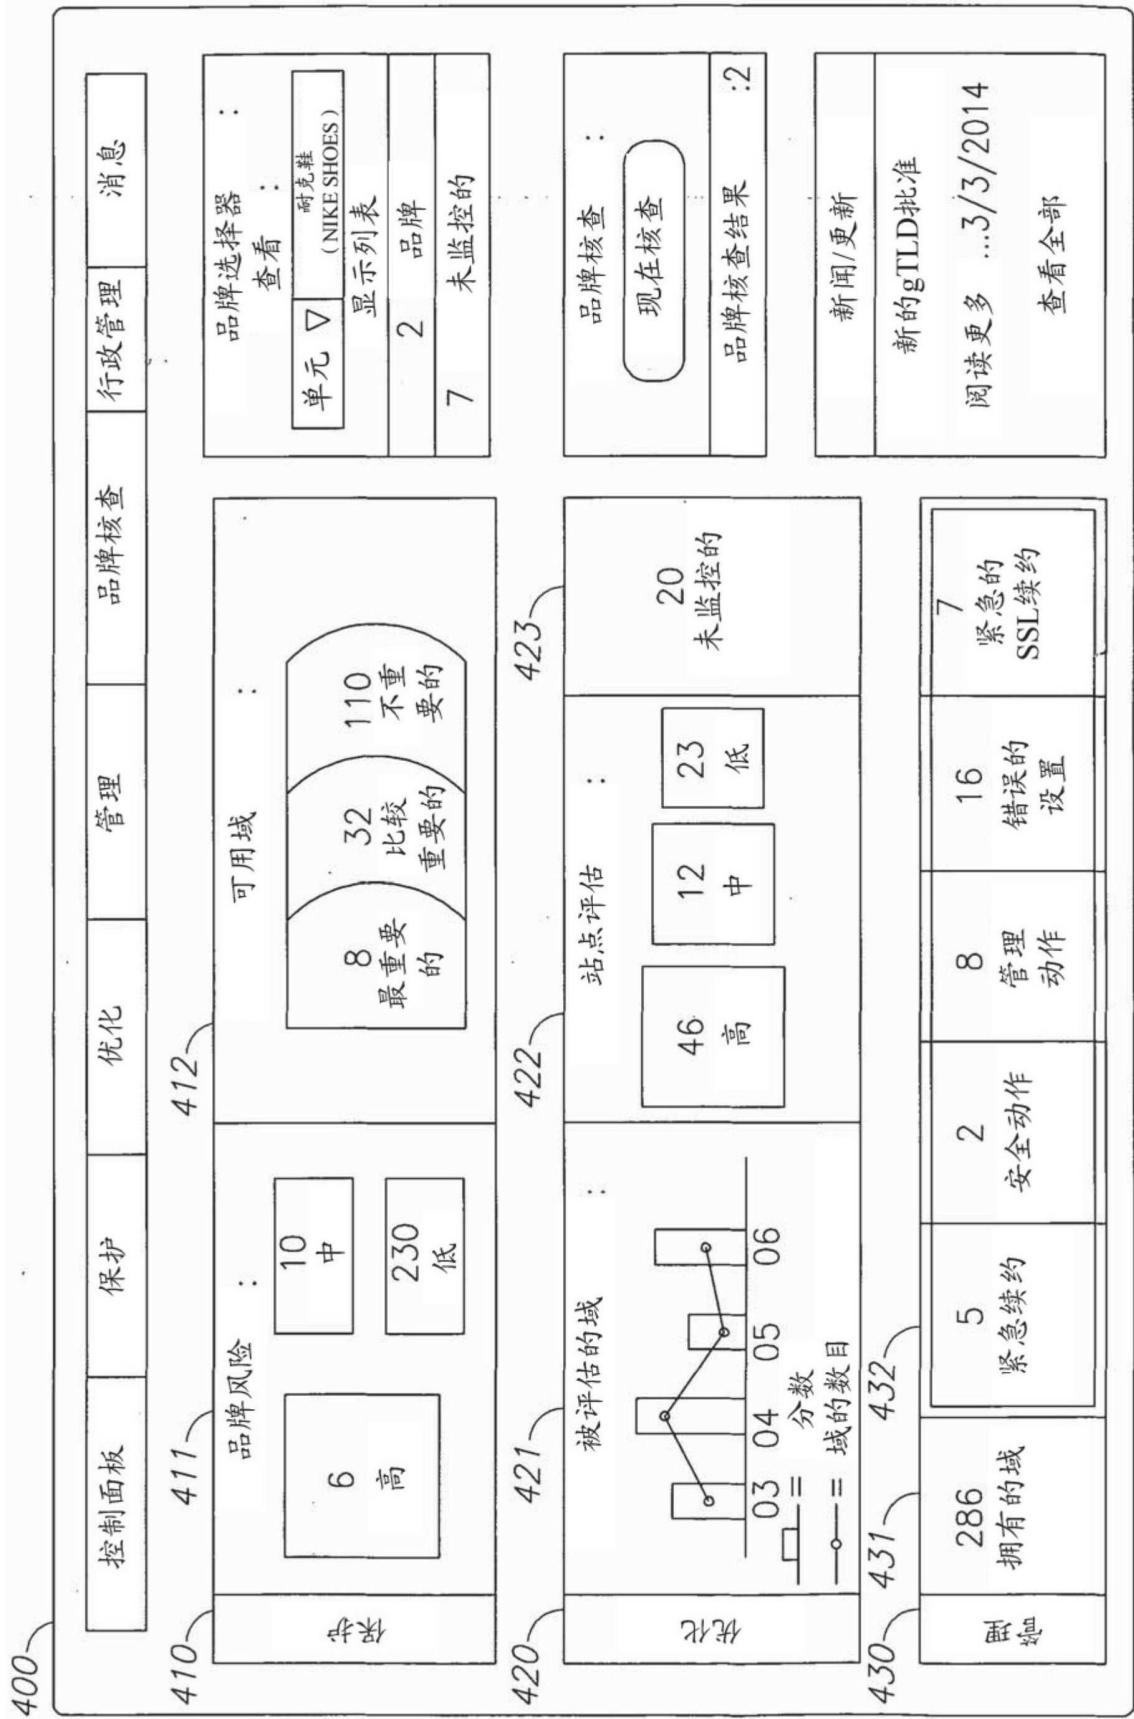 400
控制面板
保护
优化
管理
品牌核查
行政管理
消息
410
保护
411
品牌风险 :
6
高
10
中
230
低
412
可用域 :
8
最重要
的
32
比较
重要的
110
不重
要的
420
优化
421
被评估的域 :
03 04 05 06
= 分数
= 域的数目
422
站点评估 :
46
高
12
中
23
低
423
20
未监控的
430
管理
431
286
拥有的域
432
5
紧急续约
2
安全动作
8
管理
动作
16
错误的
设置
7
紧急的
SSL续约
品牌选择器 :
查看 :
单元 ▽
耐克鞋
(NIKE SHOES)
显示列表
2 品牌
7 未监控的
品牌核查 :
现在核查
品牌核查结果 :2
新闻/更新
新的gTLD批准
阅读更多 ...3/3/2014
查看全部